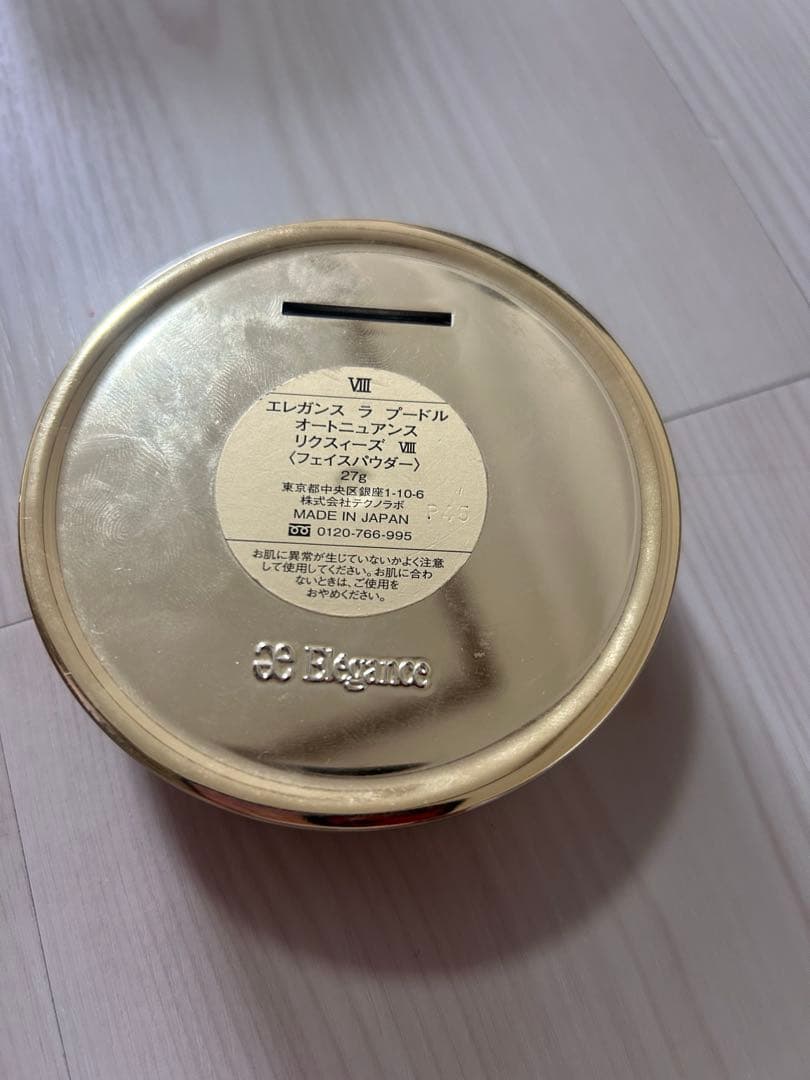 VIII
エレガンス ラ プードル
オートニュアンス
リクスィーズ VIII
〈フェイスパウダー〉
27g
東京都中央区銀座1-10-6
株式会社テクノラボ
MADE IN JAPAN
0120-766-995
お肌に異常が生じていないかよく注意
して使用してください。お肌に合わ
ないときは、ご使用を
おやめください。
Elégance